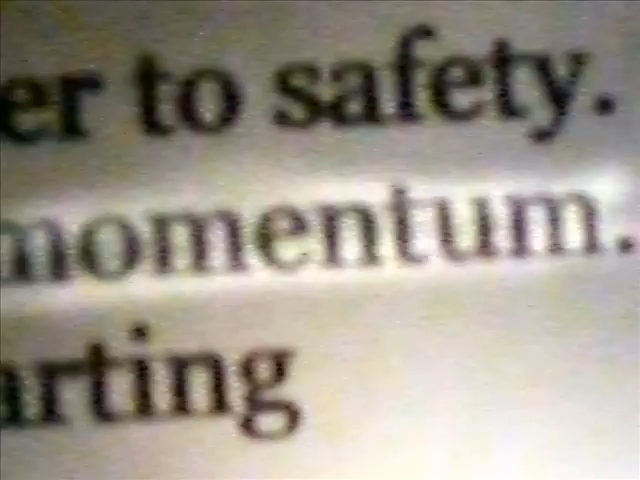 er to safety.
momentum.
arting